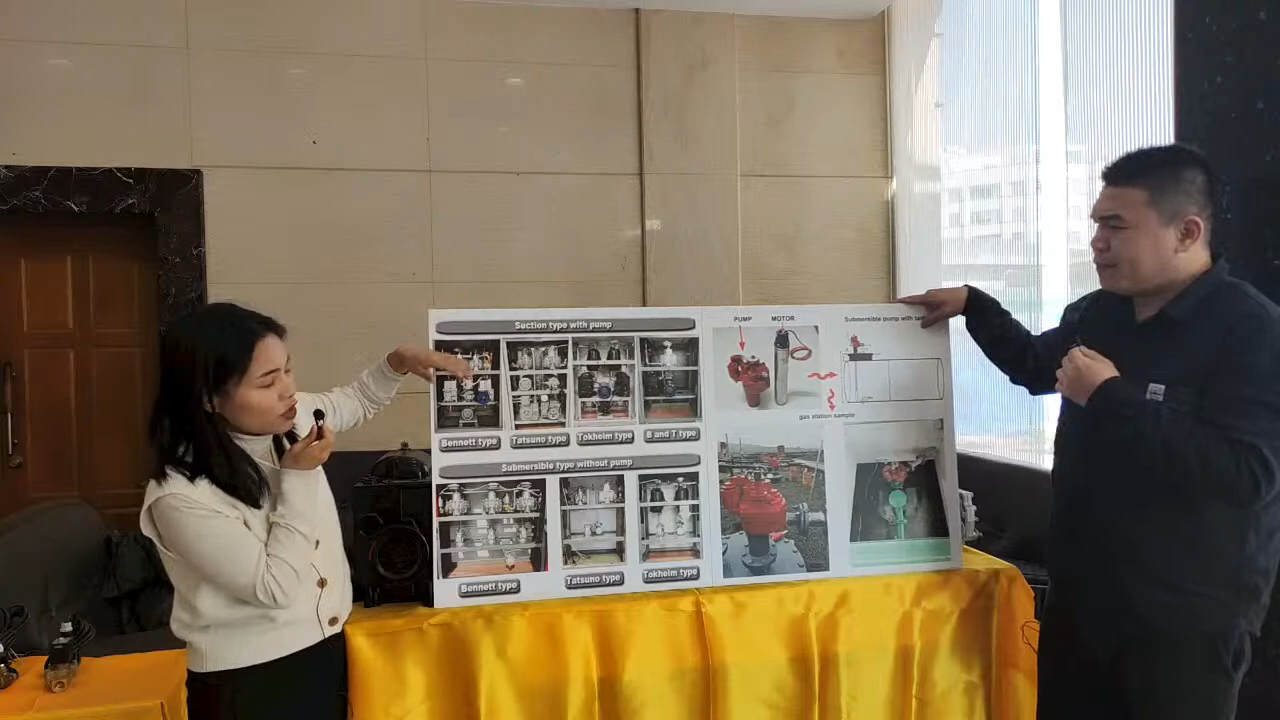 Suction type with pump
Bennett type
Tatsuno type
Tokheim type
B and T type
Submersible type without pump
Bennett type
Tatsuno type
Tokheim type
PUMP
MOTOR
Submersible pump with
gas station sample